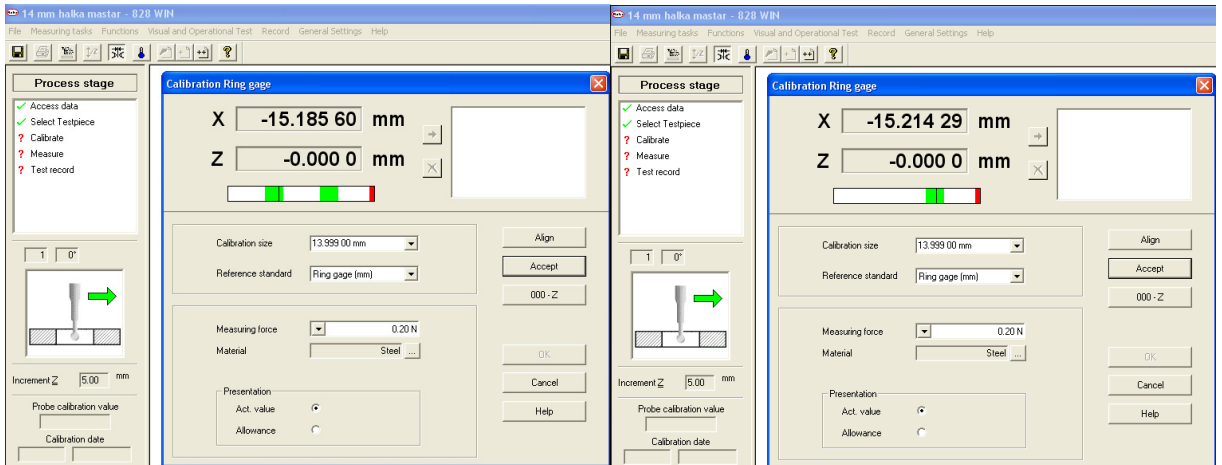 14 mm halka mastar - 828 WIN
File Measuring tasks Functions Visual and Operational Test Record General Settings Help
Process stage
Access data
Select Testpiece
? Calibrate
? Measure
? Test record
1 0°
Increment Z 5.00 mm
Probe calibration value
Calibration date
Calibration Ring gage
X -15.185 60 mm
Z -0.000 0 mm
Calibration size 13.999 00 mm
Reference standard Ring gage (mm)
Measuring force 0.20 N
Material Steel ...
Presentation
Act. value
Allowance
Align
Accept
000 - Z
OK
Cancel
Help
14 mm halka mastar - 828 WIN
File Measuring tasks Functions Visual and Operational Test Record General Settings Help
Process stage
Access data
Select Testpiece
? Calibrate
? Measure
? Test record
1 0°
Increment Z 5.00 mm
Probe calibration value
Calibration date
Calibration Ring gage
X -15.214 29 mm
Z -0.000 0 mm
Calibration size 13.999 00 mm
Reference standard Ring gage (mm)
Measuring force 0.20 N
Material Steel ...
Presentation
Act. value
Allowance
Align
Accept
000 - Z
OK
Cancel
Help